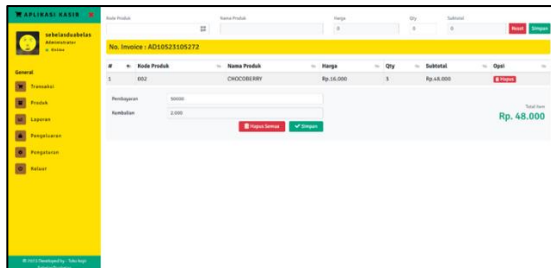 APLIKASI KASIR
sebelasduabelas
Administrator
Online
General
Transaksi
Produk
Laporan
Pengeluaran
Pengaturan
Keluar
Kode Produk Nama Produk Harga Qty Subtotal
0 0 0 Reset Simpan
No. Invoice : AD10523105272
# Kode Produk Nama Produk Harga Qty Subtotal Opsi
1 002 CHOCOBERRY Rp.16.000 3 Rp.48.000 Hapus
Pembayaran 50000
Kembalian 2.000
Hapus Semua Simpan
Total Item
Rp. 48.000